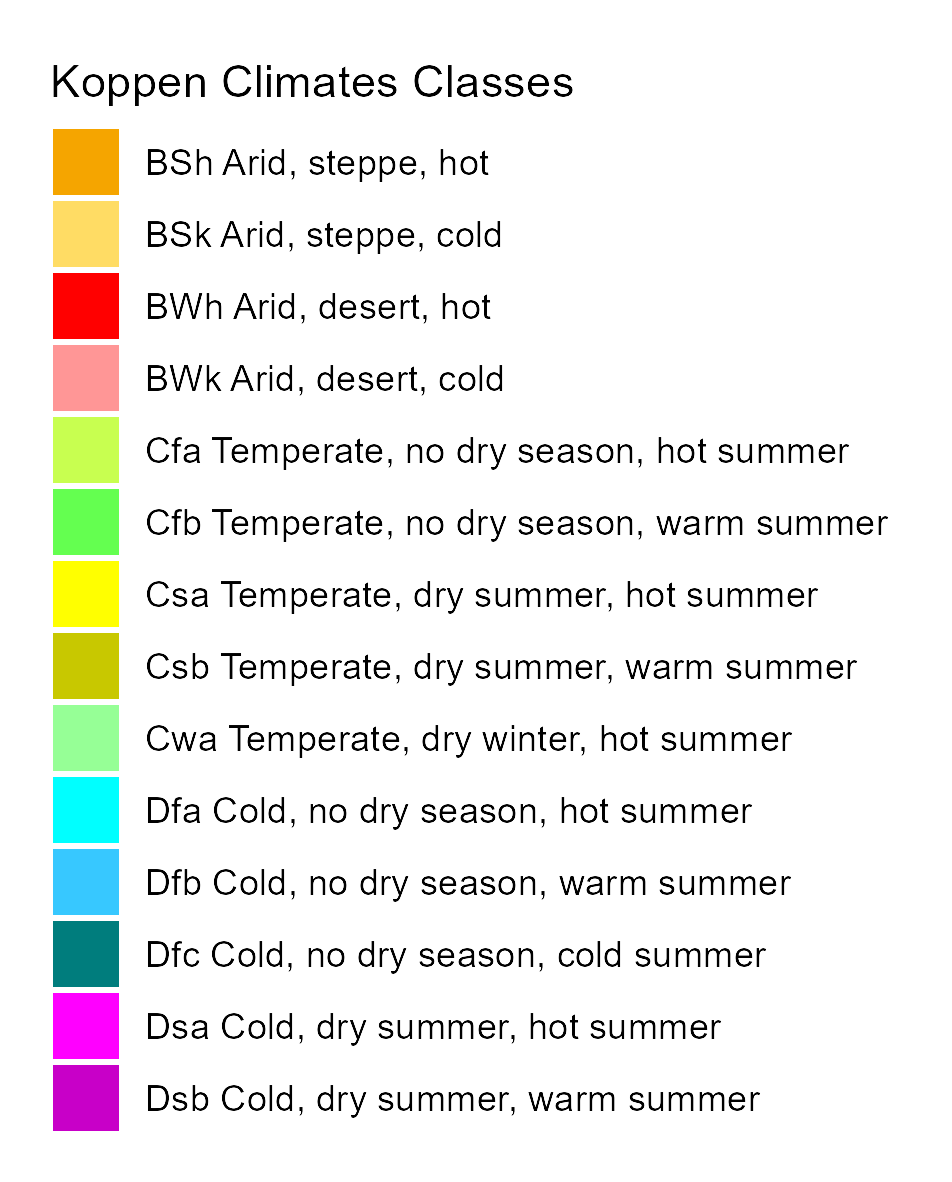 Koppen Climates Classes
BSh Arid, steppe, hot
BSk Arid, steppe, cold
BWh Arid, desert, hot
BWk Arid, desert, cold
Cfa Temperate, no dry season, hot summer
Cfb Temperate, no dry season, warm summer
Csa Temperate, dry summer, hot summer
Csb Temperate, dry summer, warm summer
Cwa Temperate, dry winter, hot summer
Dfa Cold, no dry season, hot summer
Dfb Cold, no dry season, warm summer
Dfc Cold, no dry season, cold summer
Dsa Cold, dry summer, hot summer
Dsb Cold, dry summer, warm summer